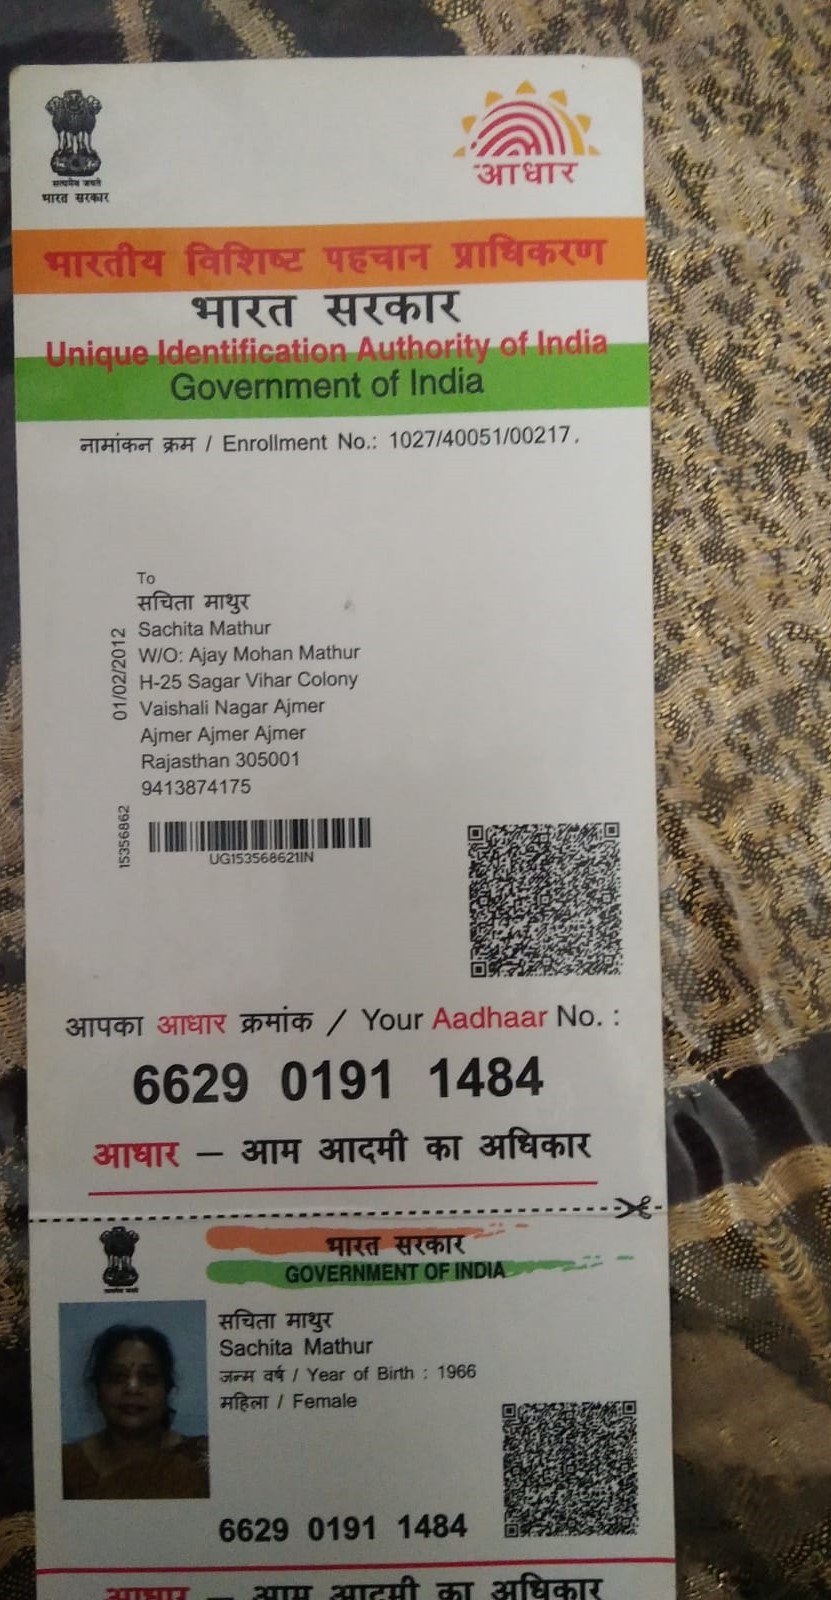 सत्यमेव जयते
भारत सरकार
आधार
भारतीय विशिष्ट पहचान प्राधिकरण
भारत सरकार
Unique Identification Authority of India
Government of India
नामांकन क्रम / Enrollment No.: 1027/40051/00217.
To
सचिता माथुर
Sachita Mathur
W/O: Ajay Mohan Mathur
H-25 Sagar Vihar Colony
Vaishali Nagar Ajmer
Ajmer Ajmer Ajmer
Rajasthan 305001
9413874175
01/02/2012
15356862
UG153568621IN
आपका आधार क्रमांक / Your Aadhaar No. :
6629 0191 1484
आधार – आम आदमी का अधिकार
भारत सरकार
GOVERNMENT OF INDIA
सचिता माथुर
Sachita Mathur
जन्म वर्ष / Year of Birth : 1966
महिला / Female
6629 0191 1484
आधार – आम आदमी का अधिकार